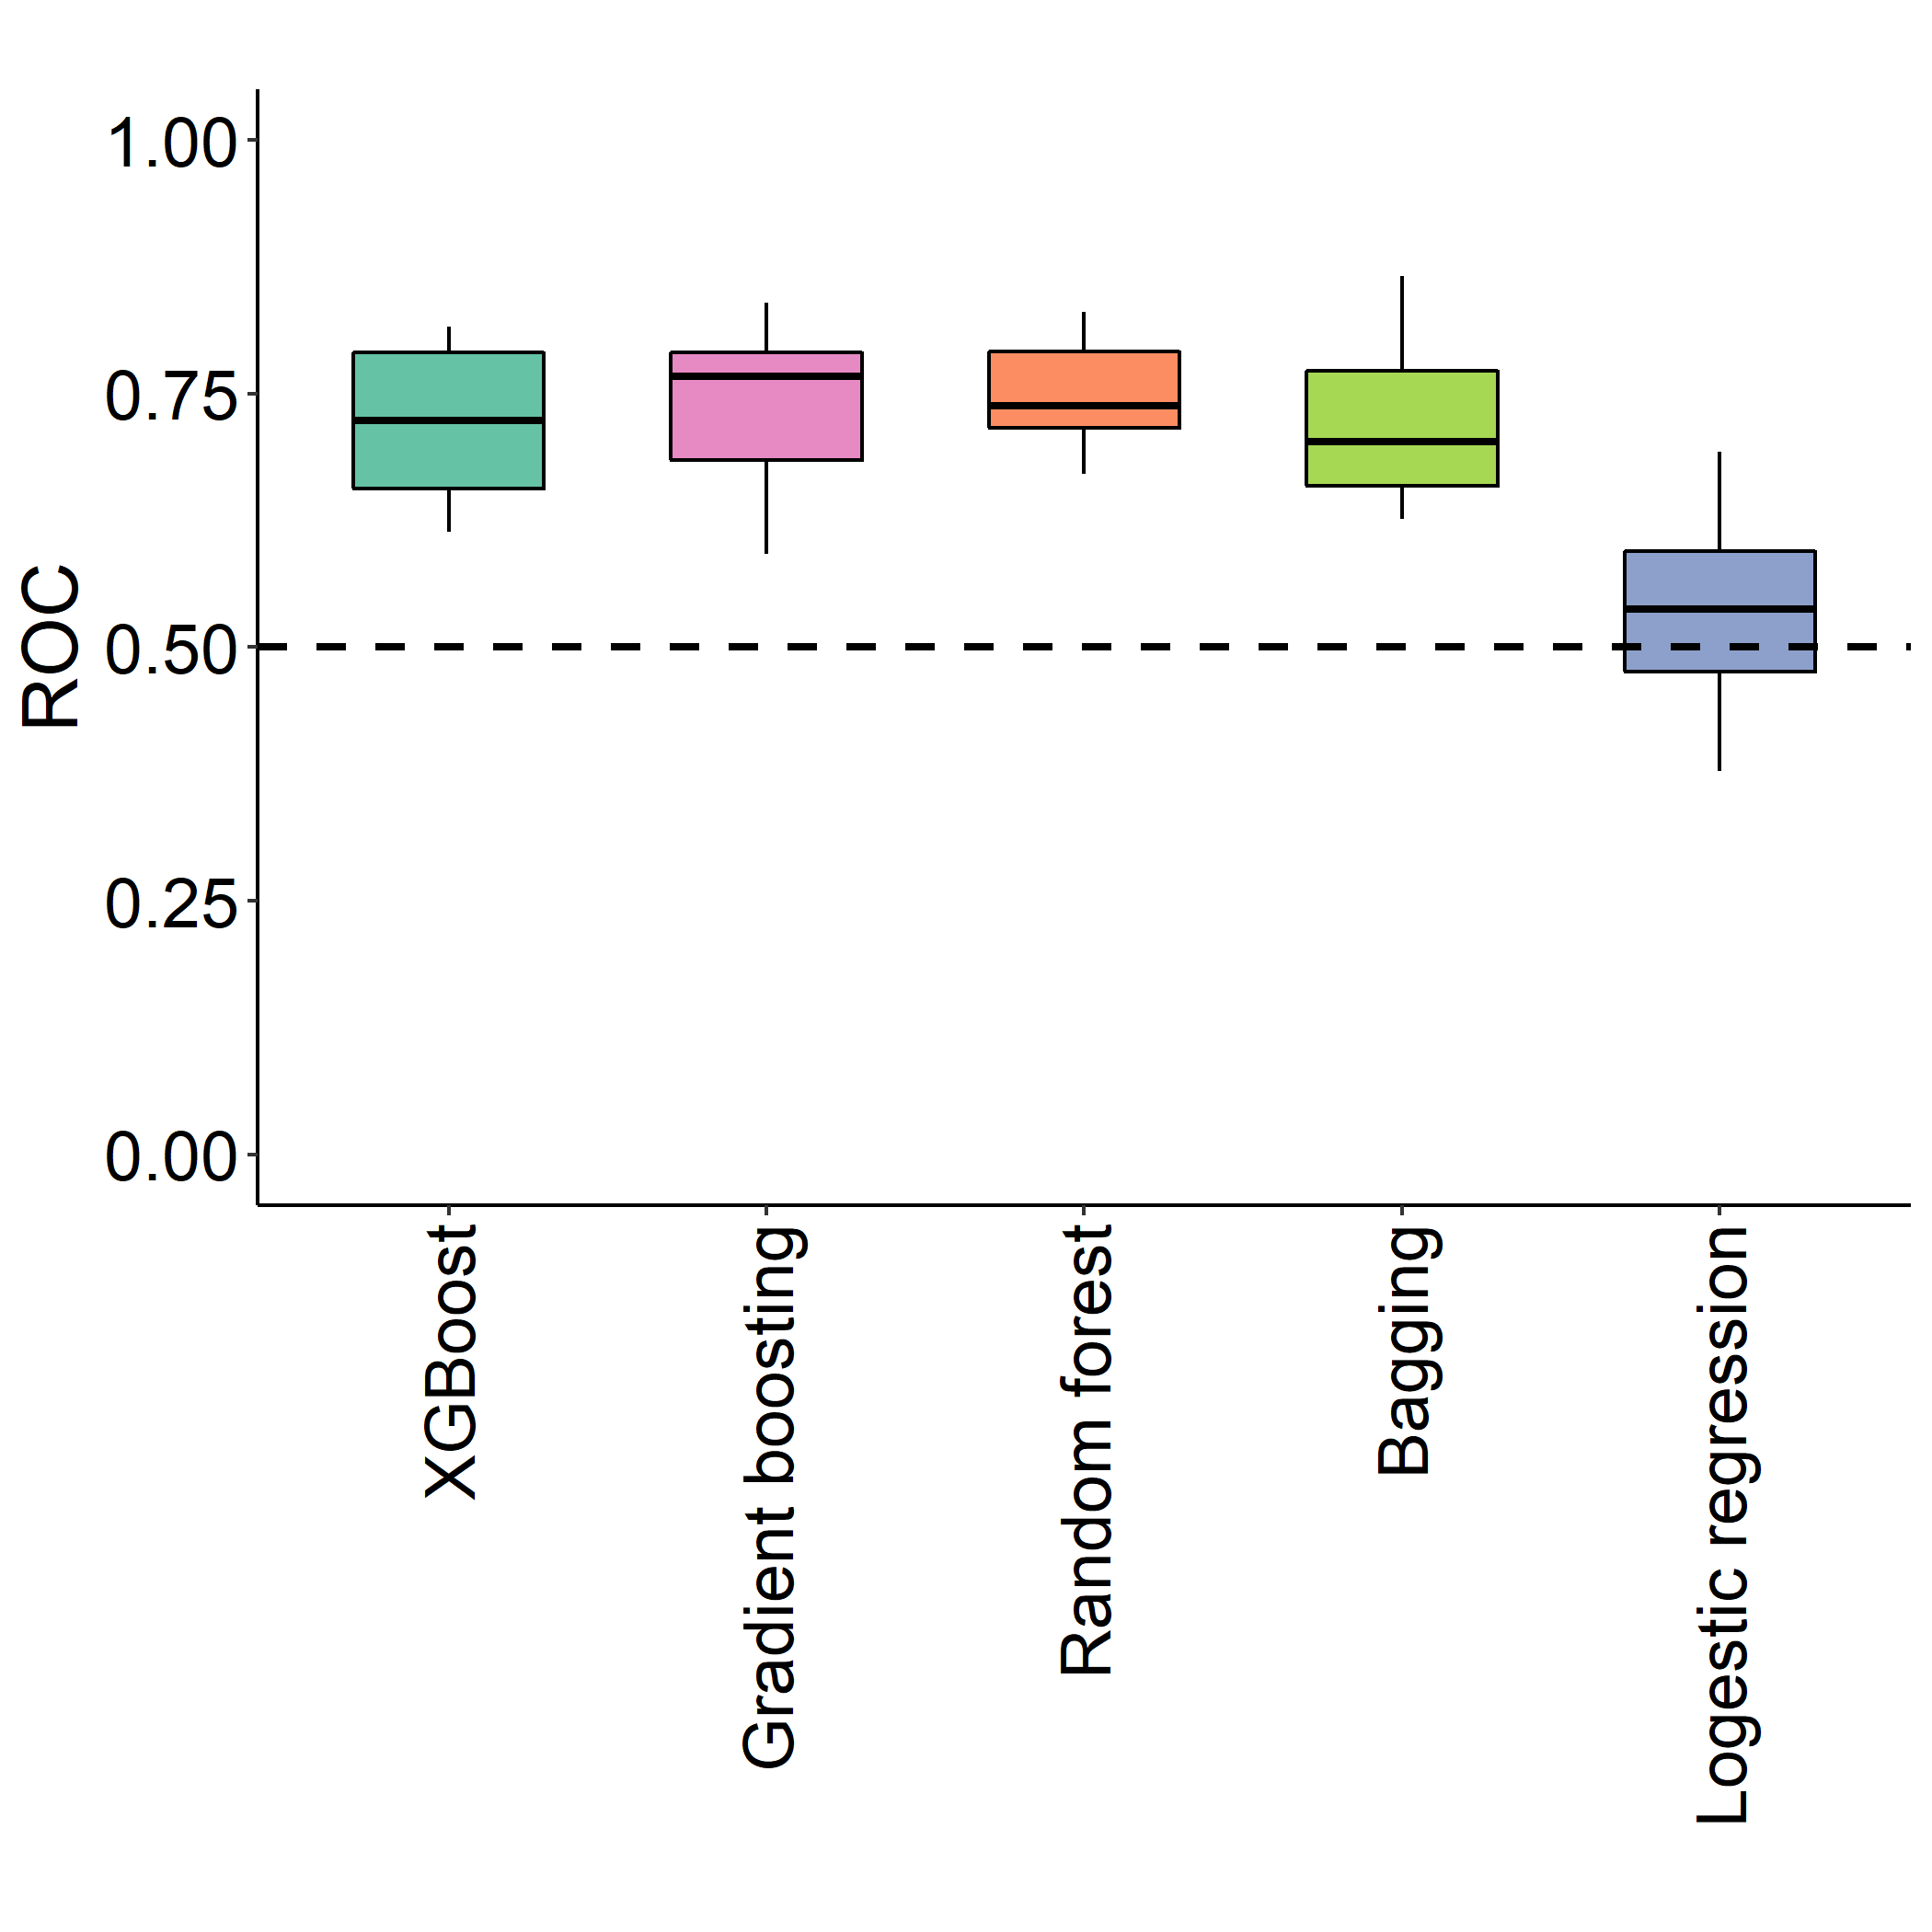 ROC
1.00
0.75
0.50
0.25
0.00
XGBoost
Gradient boosting
Random forest
Bagging
Logestic regression